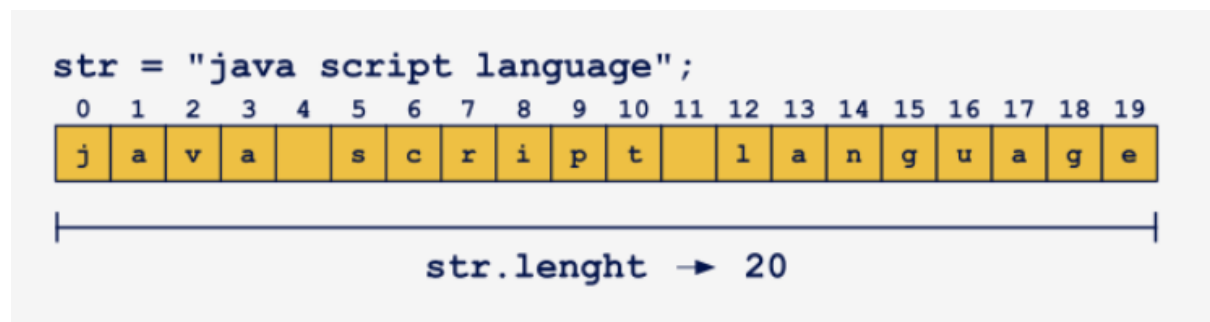 str = "java script language";
0 1 2 3 4 5 6 7 8 9 10 11 12 13 14 15 16 17 18 19
j a v a   s c r i p t   l a n g u a g e
str.lenght → 20